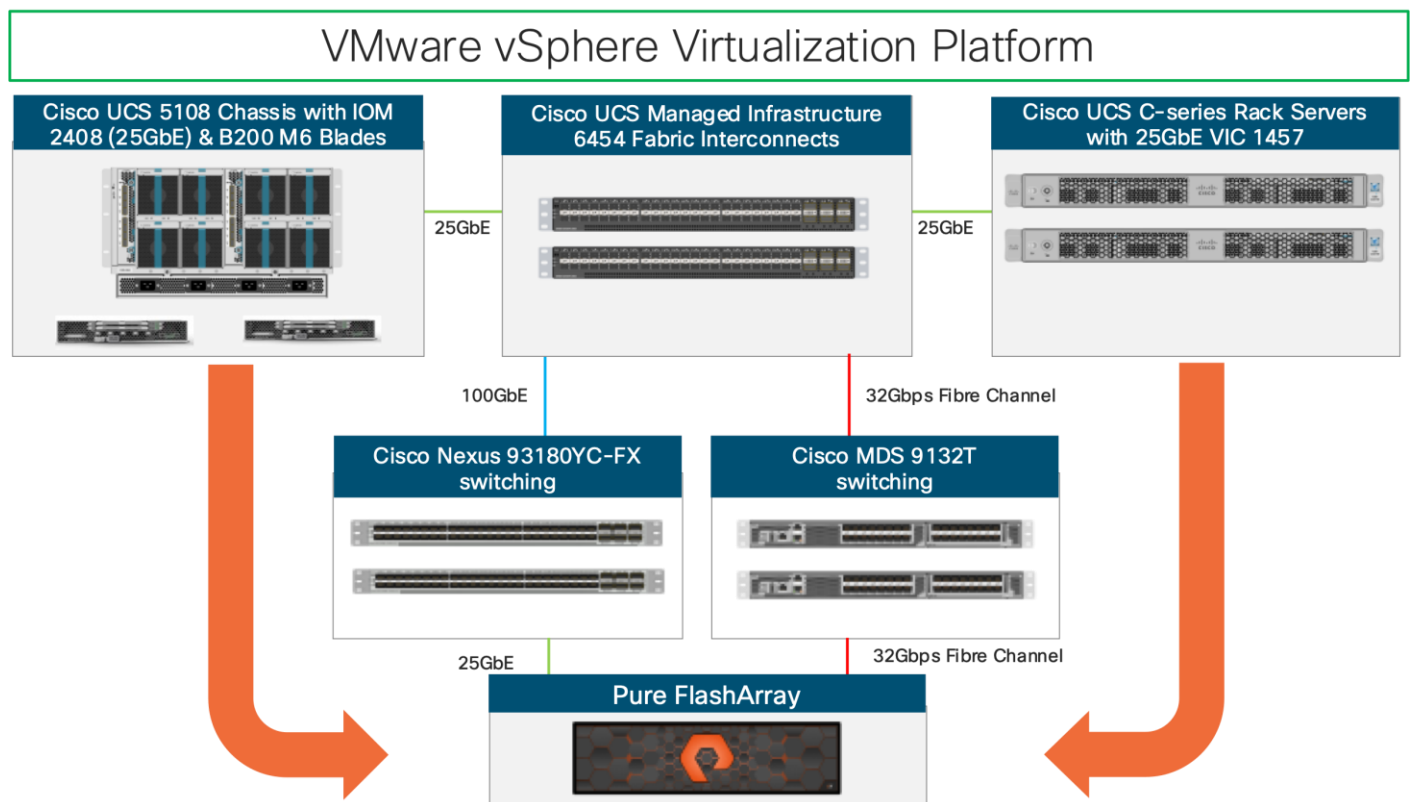 VMware vSphere Virtualization Platform
Cisco UCS 5108 Chassis with IOM
2408 (25GbE) & B200 M6 Blades
Cisco UCS Managed Infrastructure
6454 Fabric Interconnects
Cisco UCS C-series Rack Servers
with 25GbE VIC 1457
25GbE
25GbE
100GbE
32Gbps Fibre Channel
Cisco Nexus 93180YC-FX
switching
Cisco MDS 9132T
switching
25GbE
32Gbps Fibre Channel
Pure FlashArray